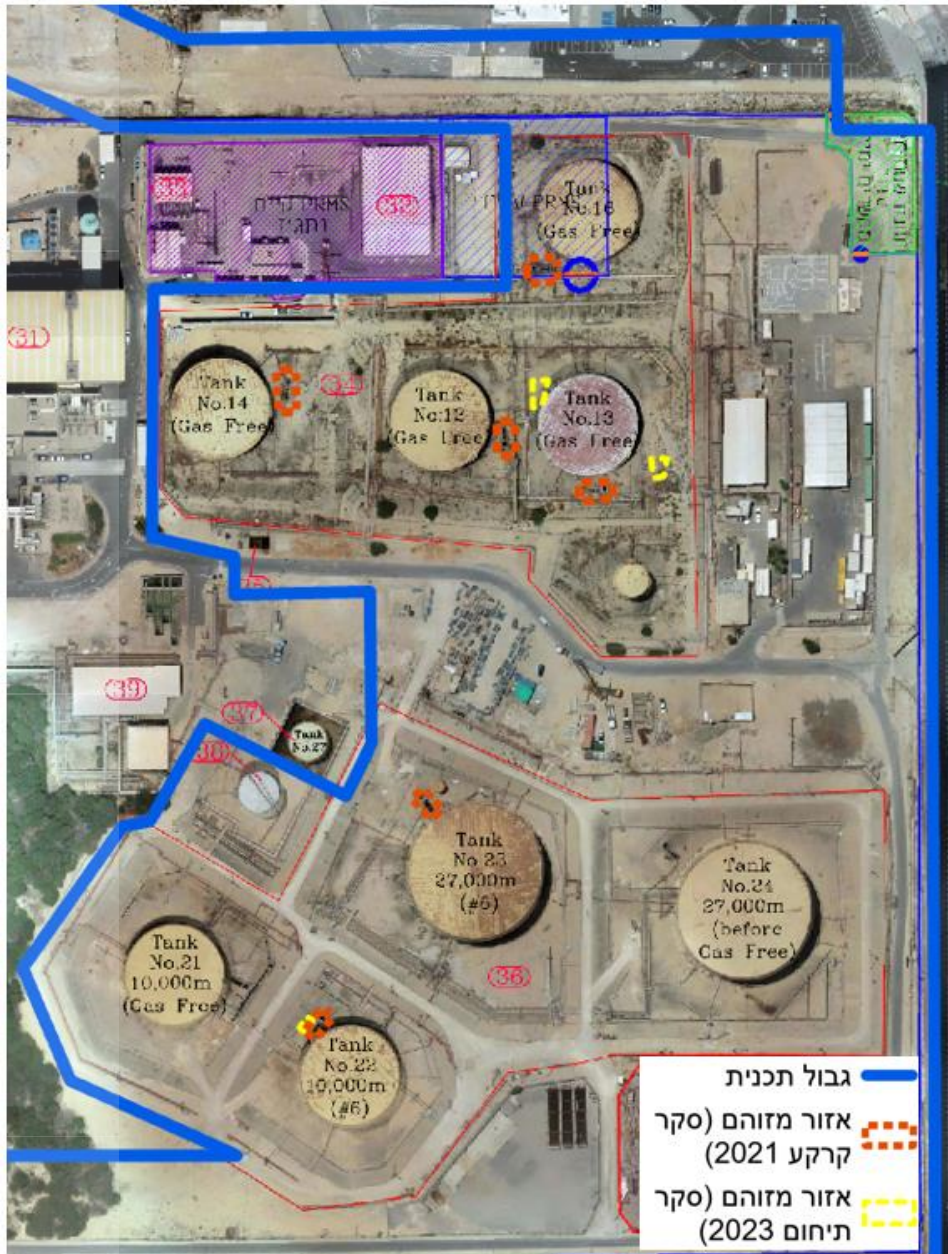 Tank
No.16
(Gas Free)
32
31
Tank
No.14
(Gas Free)
34
Tank
No:12
(Gas Free)
Tank
No.13
(Gas Free)
39
37
Tank
No.27
Tank
No.23
27,000m
(#6)
Tank
No.24
27,000m
(before
Gas Free)
Tank
No.21
10,000m
(Gas Free)
36
Tank
No.22
10,000m
(#6)
גבול תכנית
אזור מזוהם (סקר
קרקע 2021)
אזור מזוהם (סקר
תיחום 2023)